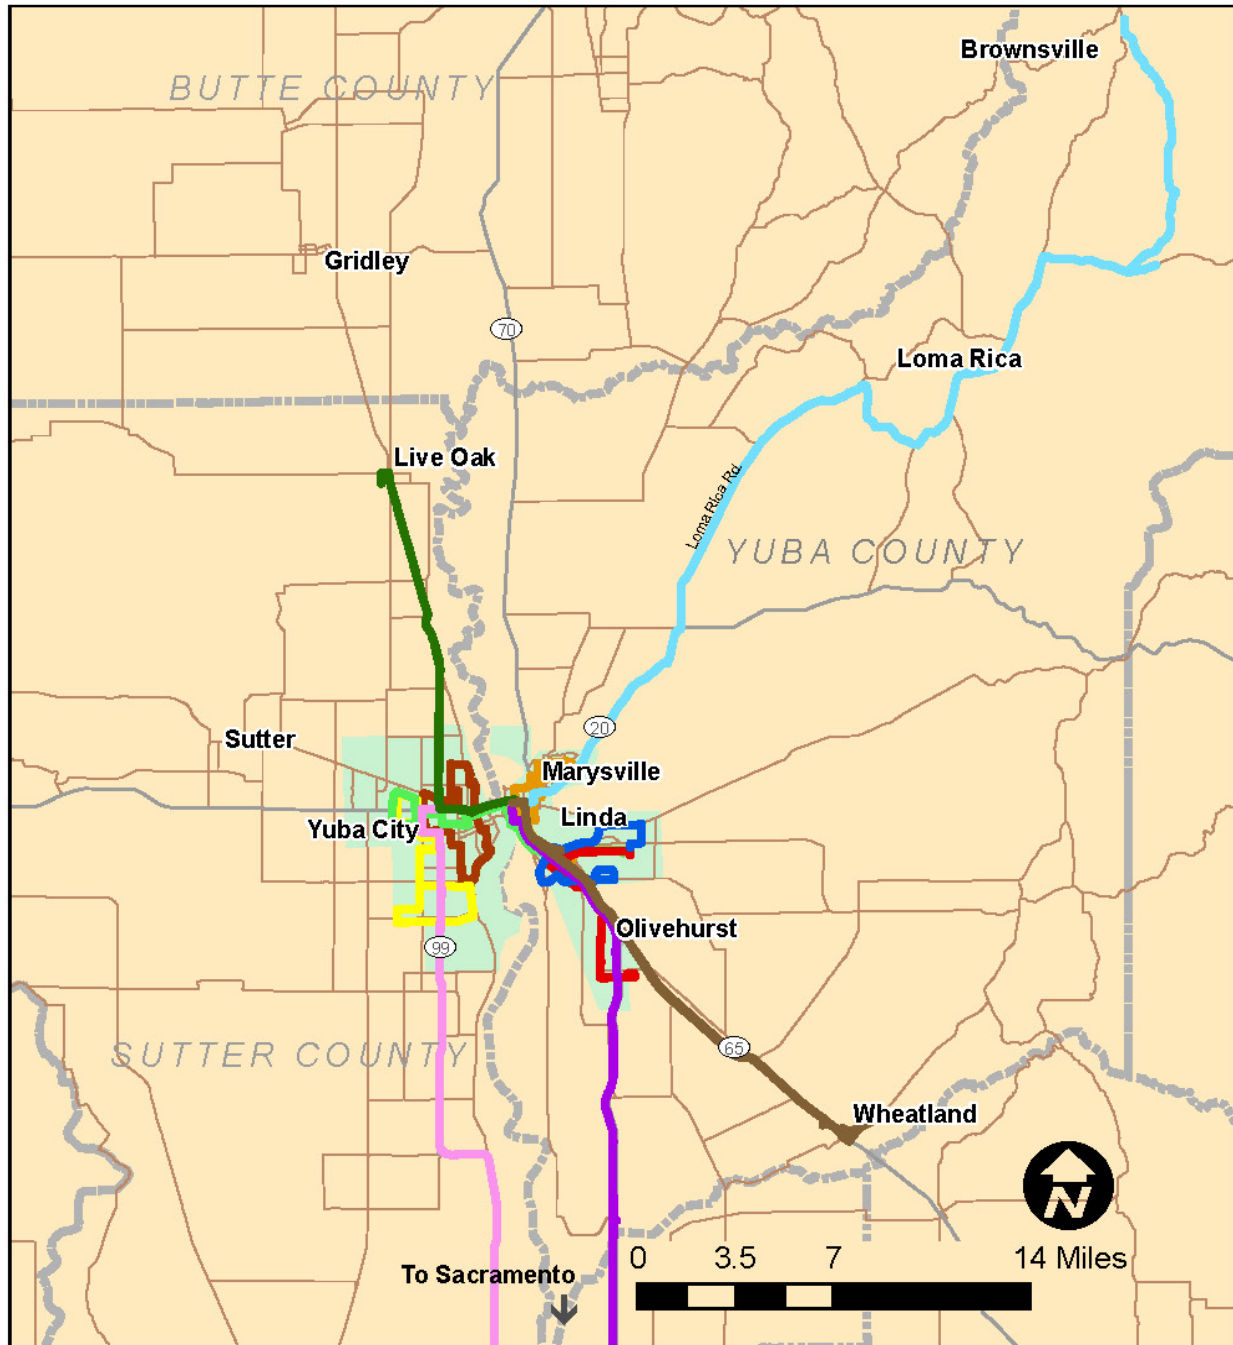 Brownsville
BUTTE COUNTY
Gridley
70
Loma Rica
Live Oak
Loma Rica Rd
YUBA COUNTY
20
Sutter
Marysville
Linda
Yuba City
Olivehurst
99
65
SUTTER COUNTY
Wheatland
N
0 3.5 7 14 Miles
To Sacramento